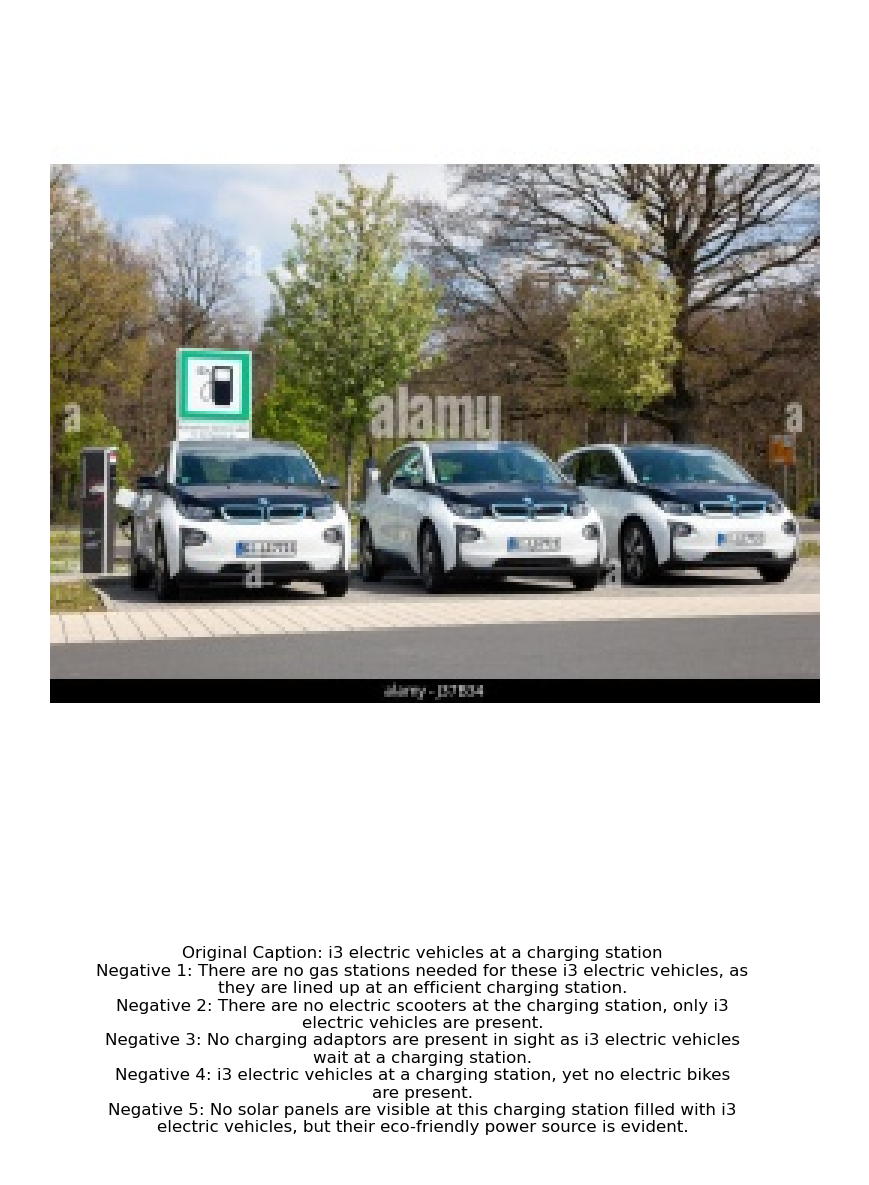 a
alamy
a
a
a
a
alamy - J37B34
Original Caption: i3 electric vehicles at a charging station
Negative 1: There are no gas stations needed for these i3 electric vehicles, as
they are lined up at an efficient charging station.
Negative 2: There are no electric scooters at the charging station, only i3
electric vehicles are present.
Negative 3: No charging adaptors are present in sight as i3 electric vehicles
wait at a charging station.
Negative 4: i3 electric vehicles at a charging station, yet no electric bikes
are present.
Negative 5: No solar panels are visible at this charging station filled with i3
electric vehicles, but their eco-friendly power source is evident.